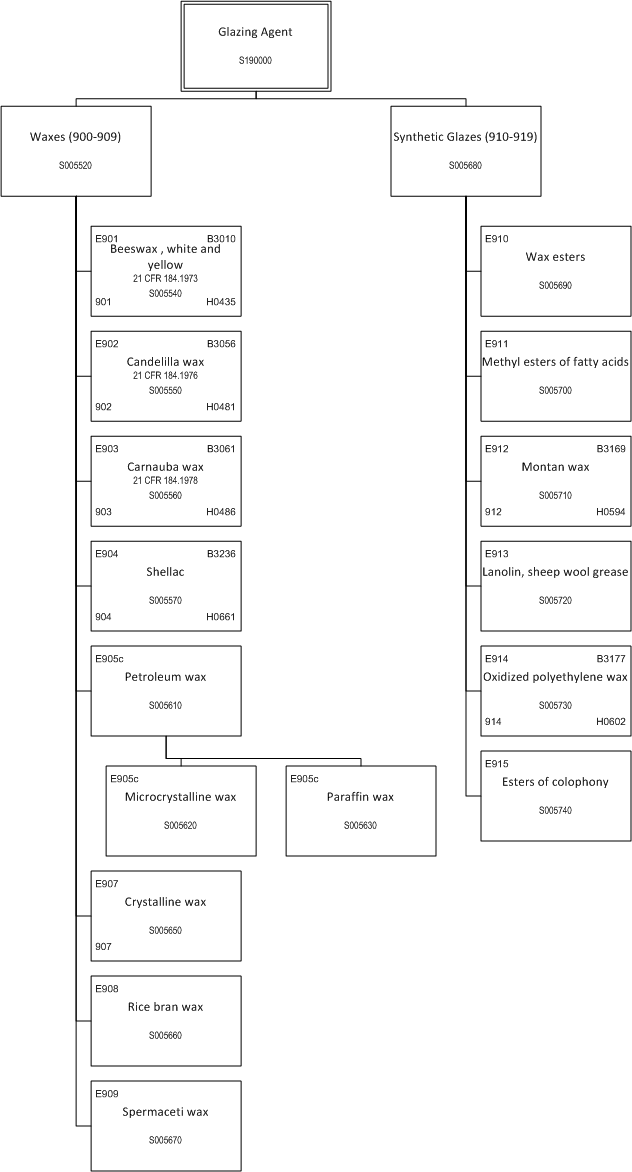 Glazing Agent
S190000
Waxes (900-909)
S005520
E901 B3010
Beeswax , white and
yellow
21 CFR 184.1973
S005540
901 H0435
E902 B3056
Candelilla wax
21 CFR 184.1976
S005550
902 H0481
E903 B3061
Carnauba wax
21 CFR 184.1978
S005560
903 H0486
E904 B3236
Shellac
S005570
904 H0661
E905c
Petroleum wax
S005610
E905c
Microcrystalline wax
S005620
E905c
Paraffin wax
S005630
E907
Crystalline wax
S005650
907
E908
Rice bran wax
S005660
E909
Spermaceti wax
S005670
Synthetic Glazes (910-919)
S005680
E910
Wax esters
S005690
E911
Methyl esters of fatty acids
S005700
E912 B3169
Montan wax
S005710
912 H0594
E913
Lanolin, sheep wool grease
S005720
E914 B3177
Oxidized polyethylene wax
S005730
914 H0602
E915
Esters of colophony
S005740